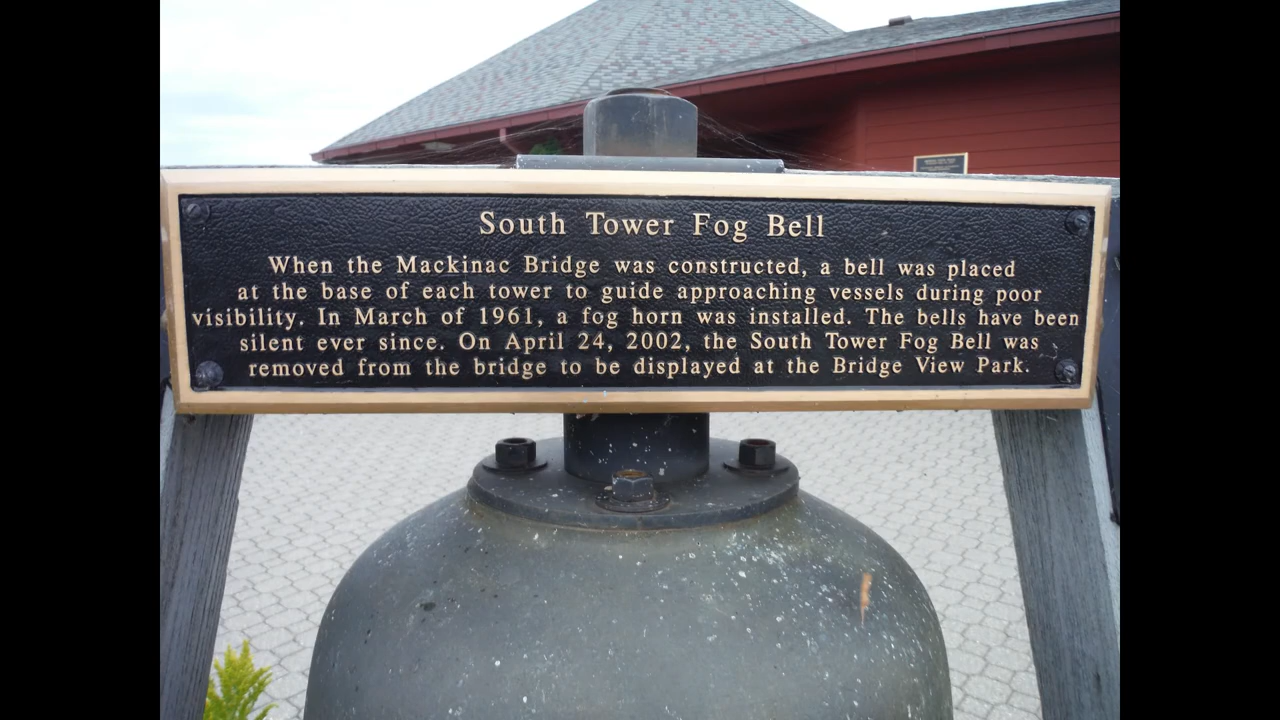 South Tower Fog Bell
When the Mackinac Bridge was constructed, a bell was placed
at the base of each tower to guide approaching vessels during poor
visibility. In March of 1961, a fog horn was installed. The bells have been
silent ever since. On April 24, 2002, the South Tower Fog Bell was
removed from the bridge to be displayed at the Bridge View Park.